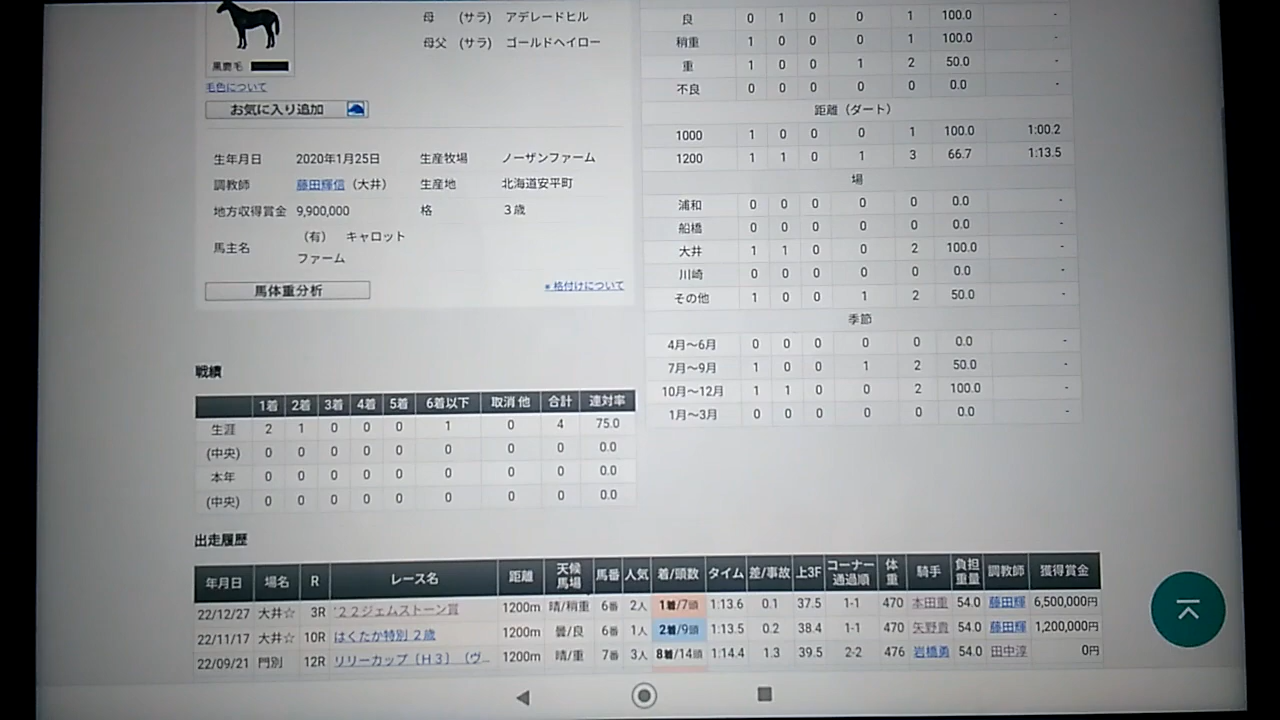 母 (サラ) アデレードヒル
母父 (サラ) ゴールドヘイロー
黒鹿毛
毛色について
お気に入り追加
生年月日 2020年1月25日 生産牧場 ノーザンファーム
調教師 藤田輝信（大井） 生産地 北海道安平町
地方収得賞金 9,900,000 格 3歳
馬主名 （有） キャロットファーム
馬体重分析
※格付けについて
良 0 1 0 0 1 100.0 -
稍重 1 0 0 0 1 100.0 -
重 1 0 0 1 2 50.0 -
不良 0 0 0 0 0 0.0 -
距離（ダート）
1000 1 0 0 0 1 100.0 1:00.2
1200 1 1 0 1 3 66.7 1:13.5
場
浦和 0 0 0 0 0 0.0 -
船橋 0 0 0 0 0 0.0 -
大井 1 1 0 0 2 100.0 -
川崎 0 0 0 0 0 0.0 -
その他 1 0 0 1 2 50.0 -
季節
4月～6月 0 0 0 0 0 0.0 -
7月～9月 1 0 0 1 2 50.0 -
10月～12月 1 1 0 0 2 100.0 -
1月～3月 0 0 0 0 0 0.0 -
戦績
1着 2着 3着 4着 5着 6着以下 取消 他 合計 連対率
生涯 2 1 0 0 0 1 0 4 75.0
(中央) 0 0 0 0 0 0 0 0 0.0
本年 0 0 0 0 0 0 0 0 0.0
(中央) 0 0 0 0 0 0 0 0 0.0
出走履歴
年月日 場名 R レース名 距離 天候馬場 馬番 人気 着/頭数 タイム 差/事故 上3F コーナー通過順 体重 騎手 負担重量 調教師 獲得賞金
22/12/27 大井☆ 3R '２２ジェムストーン賞 1200m 晴/稍重 6番 2人 1着/7頭 1:13.6 0.1 37.5 1-1 470 本田重 54.0 藤田輝 6,500,000円
22/11/17 大井☆ 10R はくたか特別 ２歳 1200m 曇/良 6番 1人 2着/9頭 1:13.5 0.2 38.4 1-1 470 矢野貴 54.0 藤田輝 1,200,000円
22/09/21 門別 12R リリーカップ〔Ｈ３〕（ヴ… 1200m 晴/重 7番 3人 8着/14頭 1:14.4 1.3 39.5 2-2 476 岩橋勇 54.0 田中淳 0円